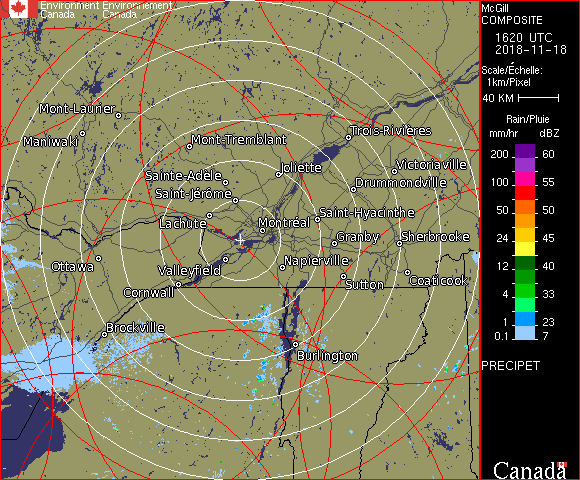 Environment Environnement
Canada Canada
McGill
COMPOSITE
1620 UTC
2018-11-18
Scale/Échelle:
1km/Pixel
40 KM
Rain/Pluie
mm/hr dBZ
200 60
100 55
50 50
24 45
12 40
4 33
1 23
0.1 7
PRECIPET
Mont-Laurier
Maniwaki
Mont-Tremblant
Trois-Rivières
Victoriaville
Joliette
Sainte-Adèle
Drummondville
Saint-Jérôme
Saint-Hyacinthe
Lachute
Montréal
Granby
Sherbrooke
Ottawa
Valleyfield
Napierville
Sutton
Coaticook
Cornwall
Brockville
Burlington
Canada